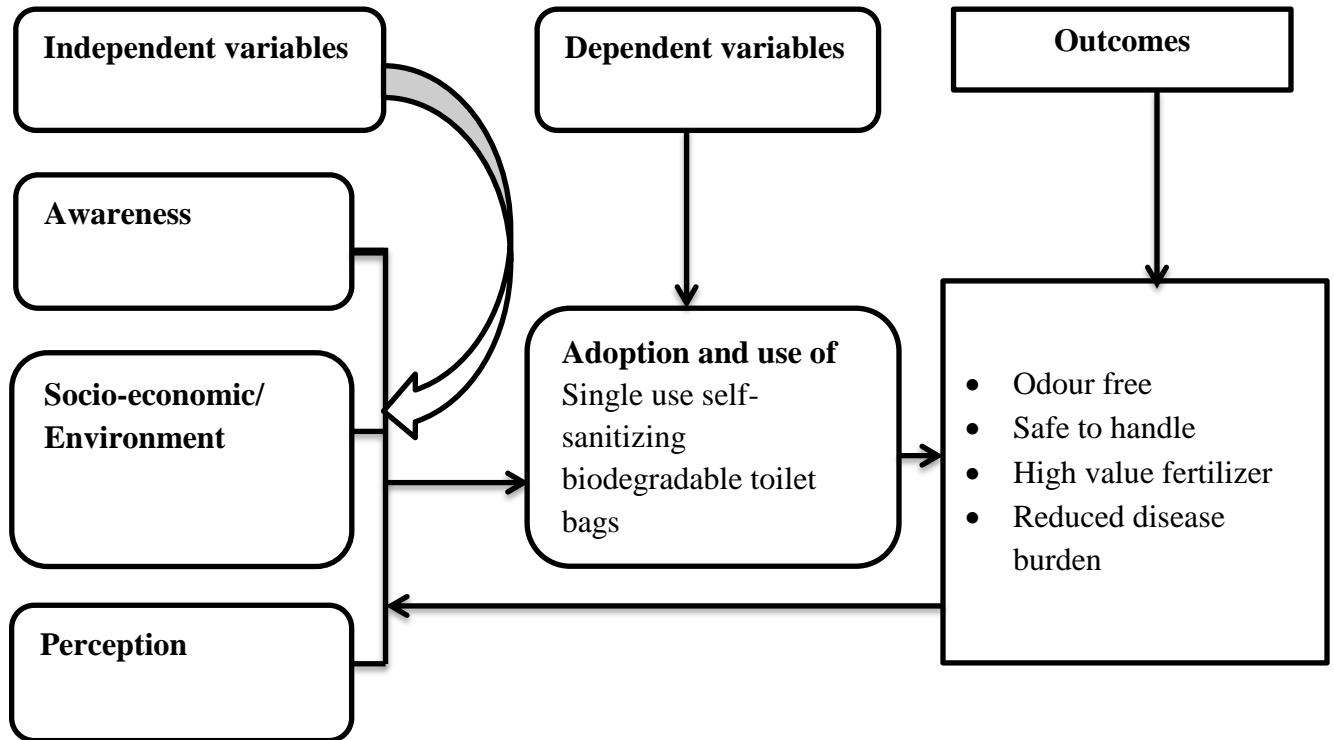 Independent variables
Dependent variables
Outcomes
Awareness
Socio-economic/
Environment
Perception
Adoption and use of
Single use self-
sanitizing
biodegradable toilet
bags
• Odour free
• Safe to handle
• High value fertilizer
• Reduced disease
burden